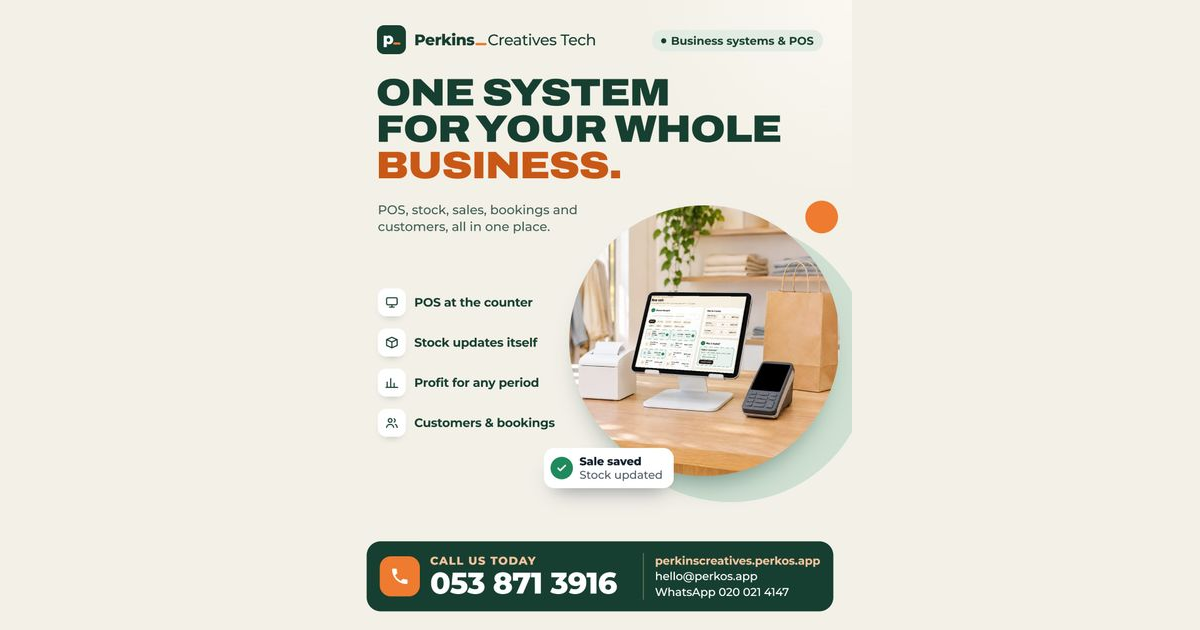 p_
Perkins_Creatives Tech
Business systems & POS
ONE SYSTEM
FOR YOUR WHOLE
BUSINESS.
POS, stock, sales, bookings and
customers, all in one place.
POS at the counter
Stock updates itself
Profit for any period
Customers & bookings
Sale saved
Stock updated
CALL US TODAY
053 871 3916
perkinscreatives.perkos.app
hello@perkos.app
WhatsApp 020 021 4147